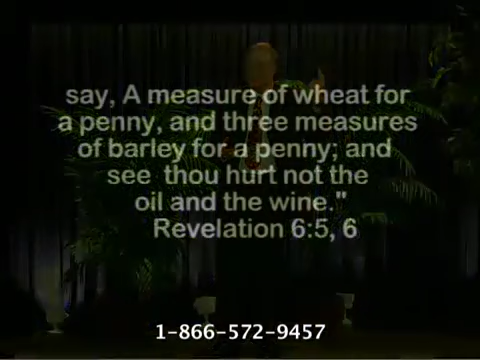 say, A measure of wheat for
a penny, and three measures
of barley for a penny; and
see thou hurt not the
oil and the wine."
Revelation 6:5, 6
1-866-572-9457